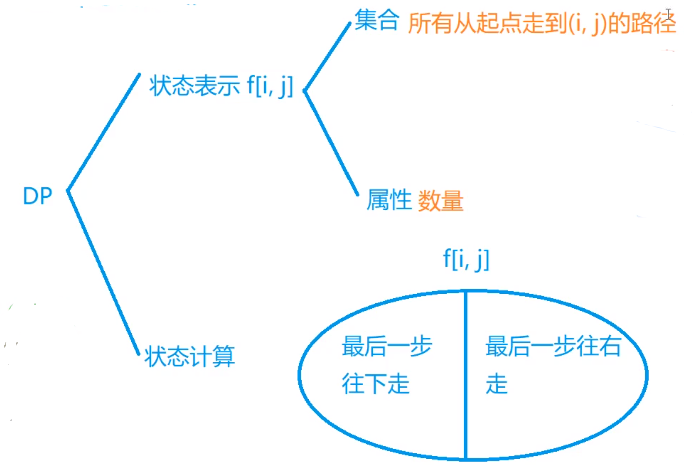 集合 所有从起点走到(i, j)的路径
状态表示 f[i, j]
DP
属性 数量
f[i, j]
状态计算
最后一步
往下走
最后一步往右
走